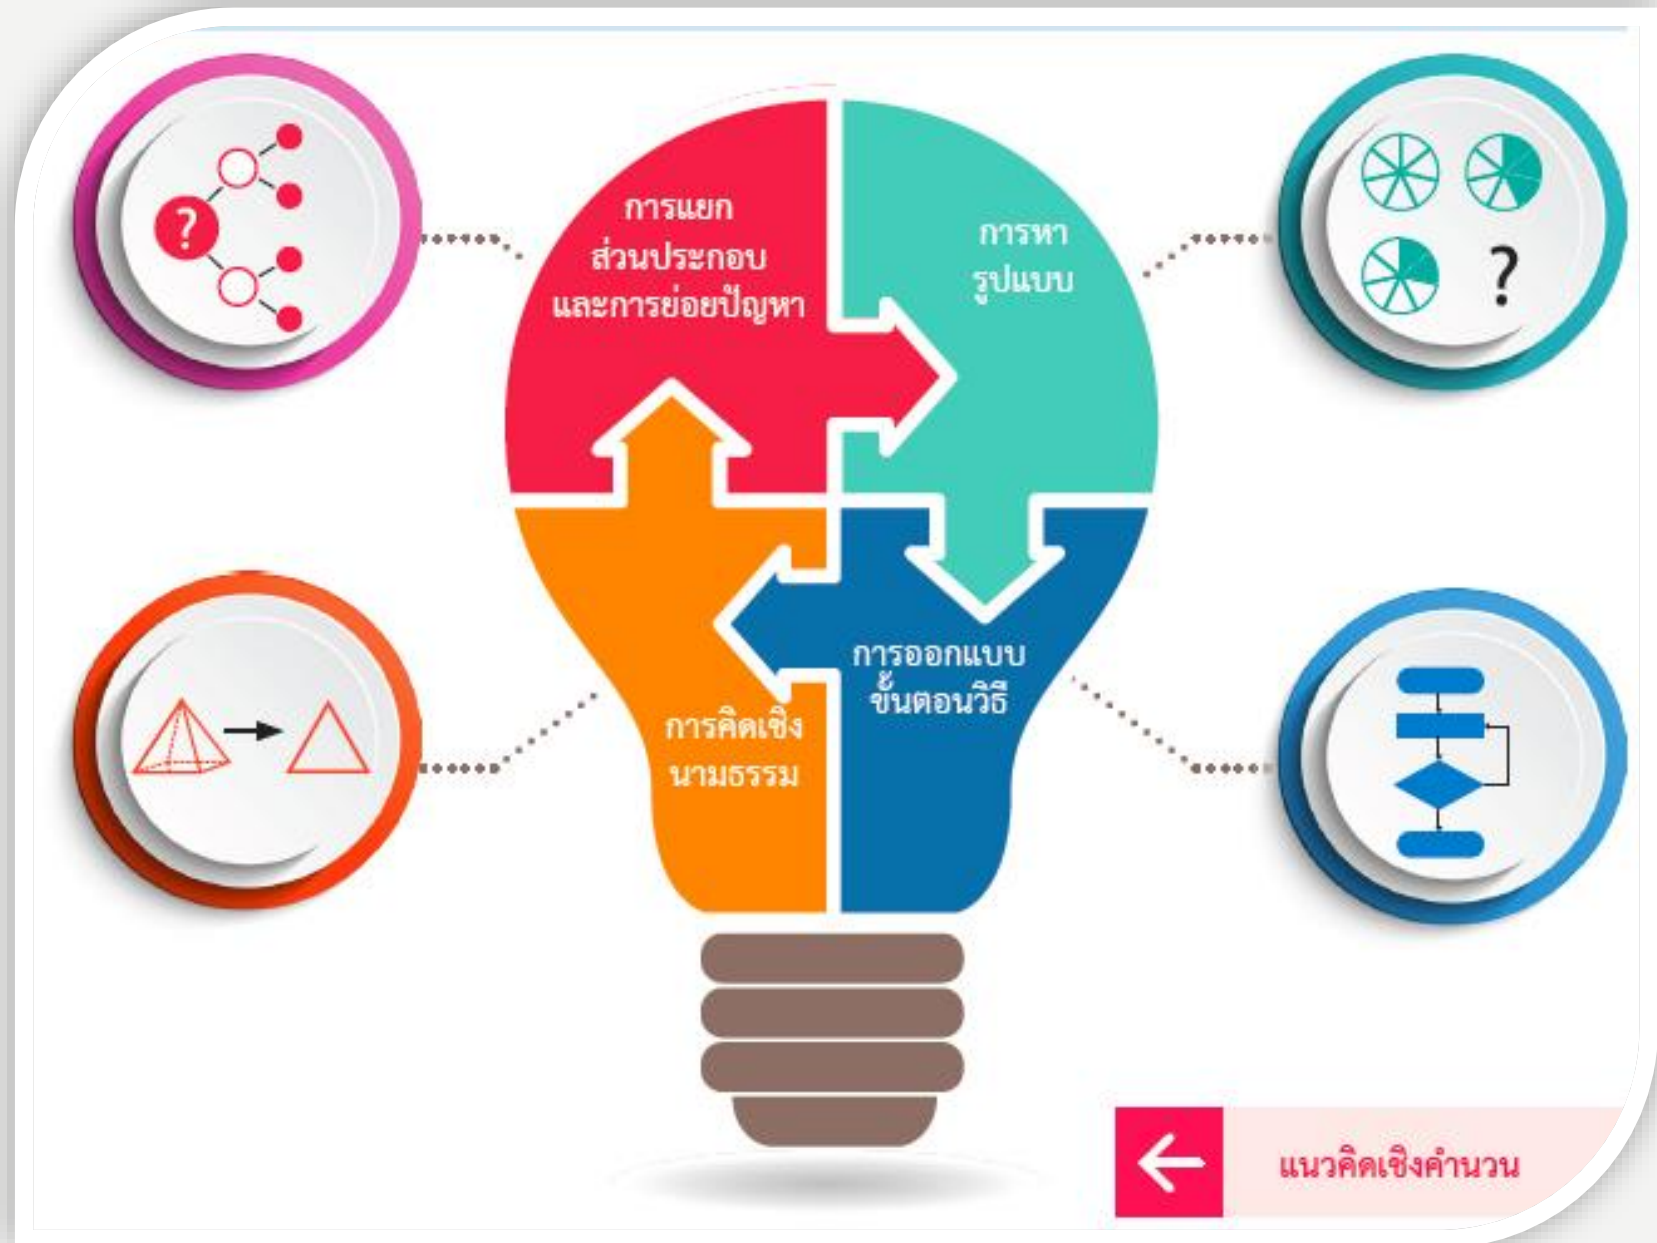 การแยก
ส่วนประกอบ
และการย่อยปัญหา
การหา
รูปแบบ
?
?
การออกแบบ
ขั้นตอนวิธี
การคิดเชิง
นามธรรม
แนวคิดเชิงคำนวน